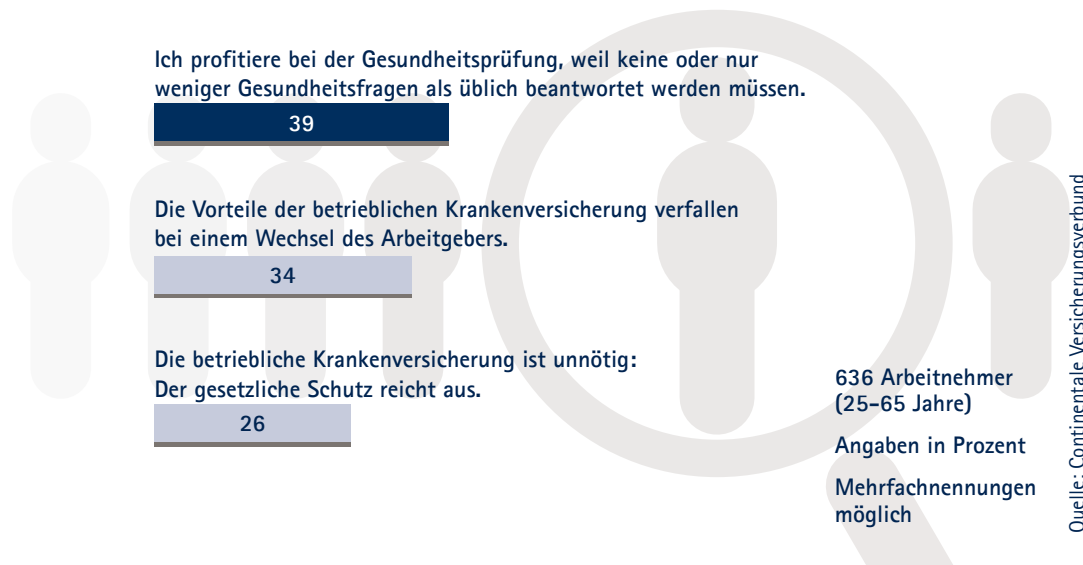 Ich profitiere bei der Gesundheitsprüfung, weil keine oder nur
weniger Gesundheitsfragen als üblich beantwortet werden müssen.
39
Die Vorteile der betrieblichen Krankenversicherung verfallen
bei einem Wechsel des Arbeitgebers.
34
Die betriebliche Krankenversicherung ist unnötig:
Der gesetzliche Schutz reicht aus.
26
636 Arbeitnehmer
(25–65 Jahre)
Angaben in Prozent
Mehrfachnennungen
möglich
Quelle: Continentale Versicherungsverbund